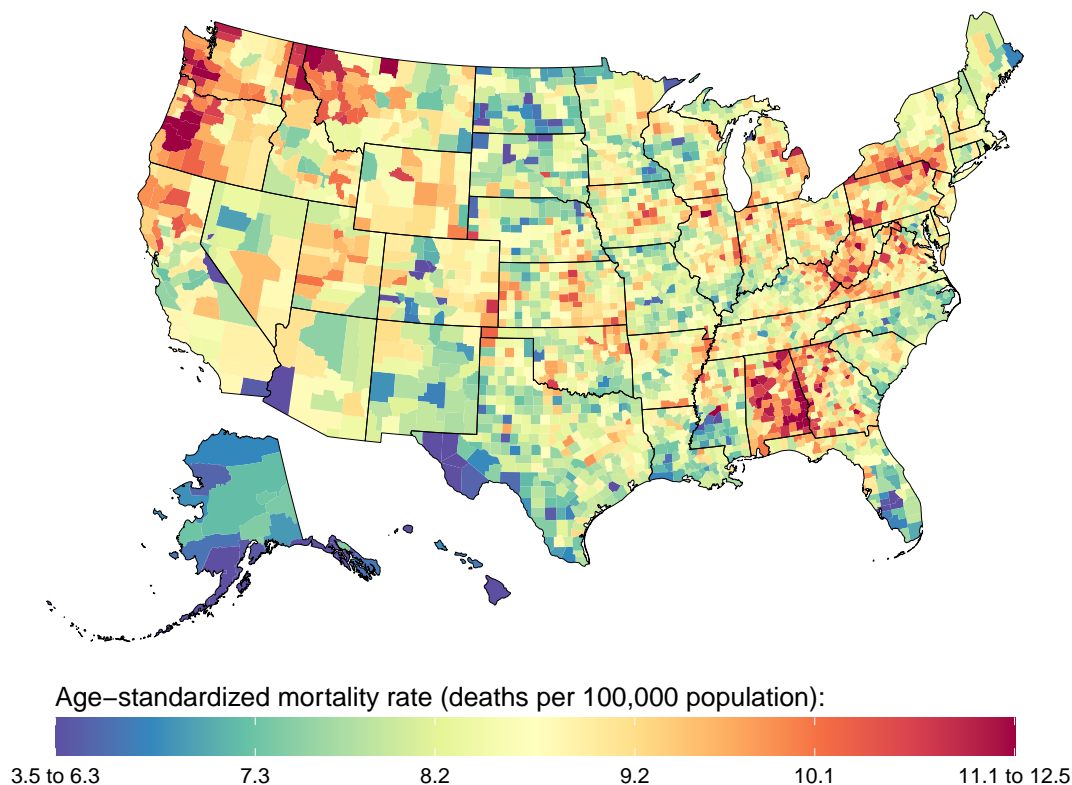 Age−standardized mortality rate (deaths per 100,000 population):
3.5 to 6.3 7.3 8.2 9.2 10.1 11.1 to 12.5